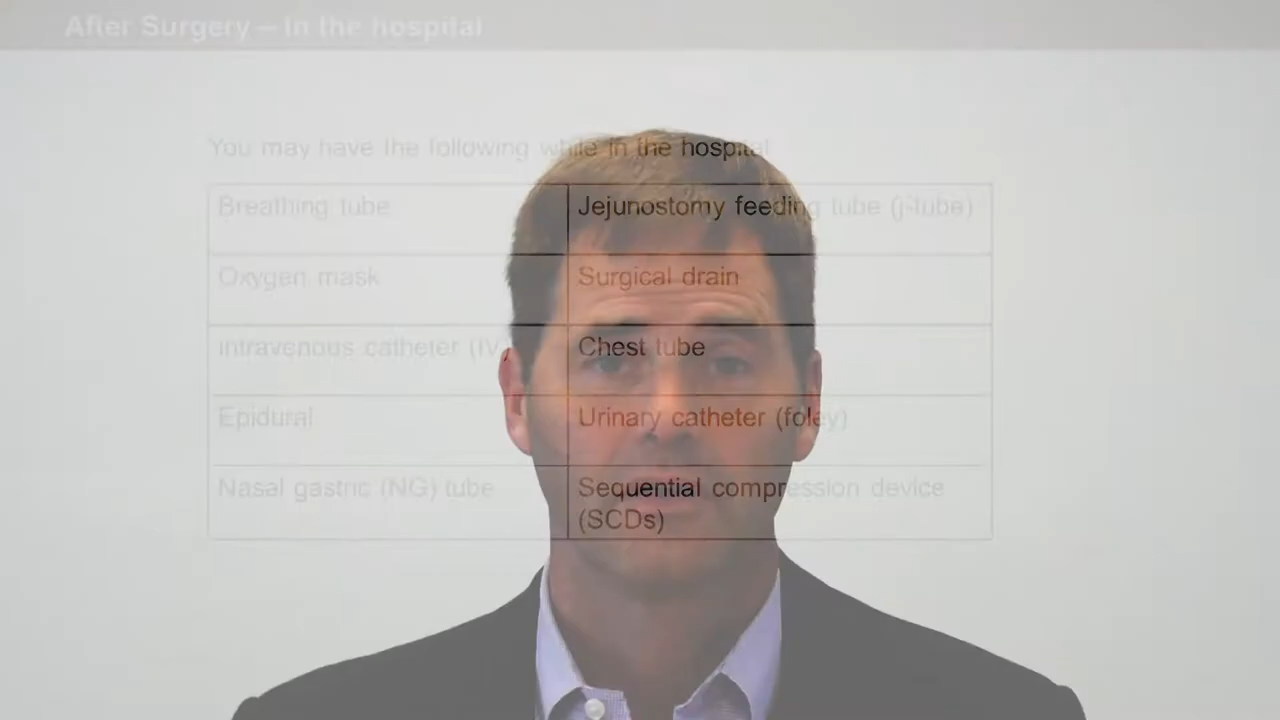 After Surgery – In the hospital
You may have the following while in the hospital
Breathing tube
Jejunostomy feeding tube (j-tube)
Oxygen mask
Surgical drain
Intravenous catheter (IV)
Chest tube
Epidural
Urinary catheter (foley)
Nasal gastric (NG) tube
Sequential compression device
(SCDs)